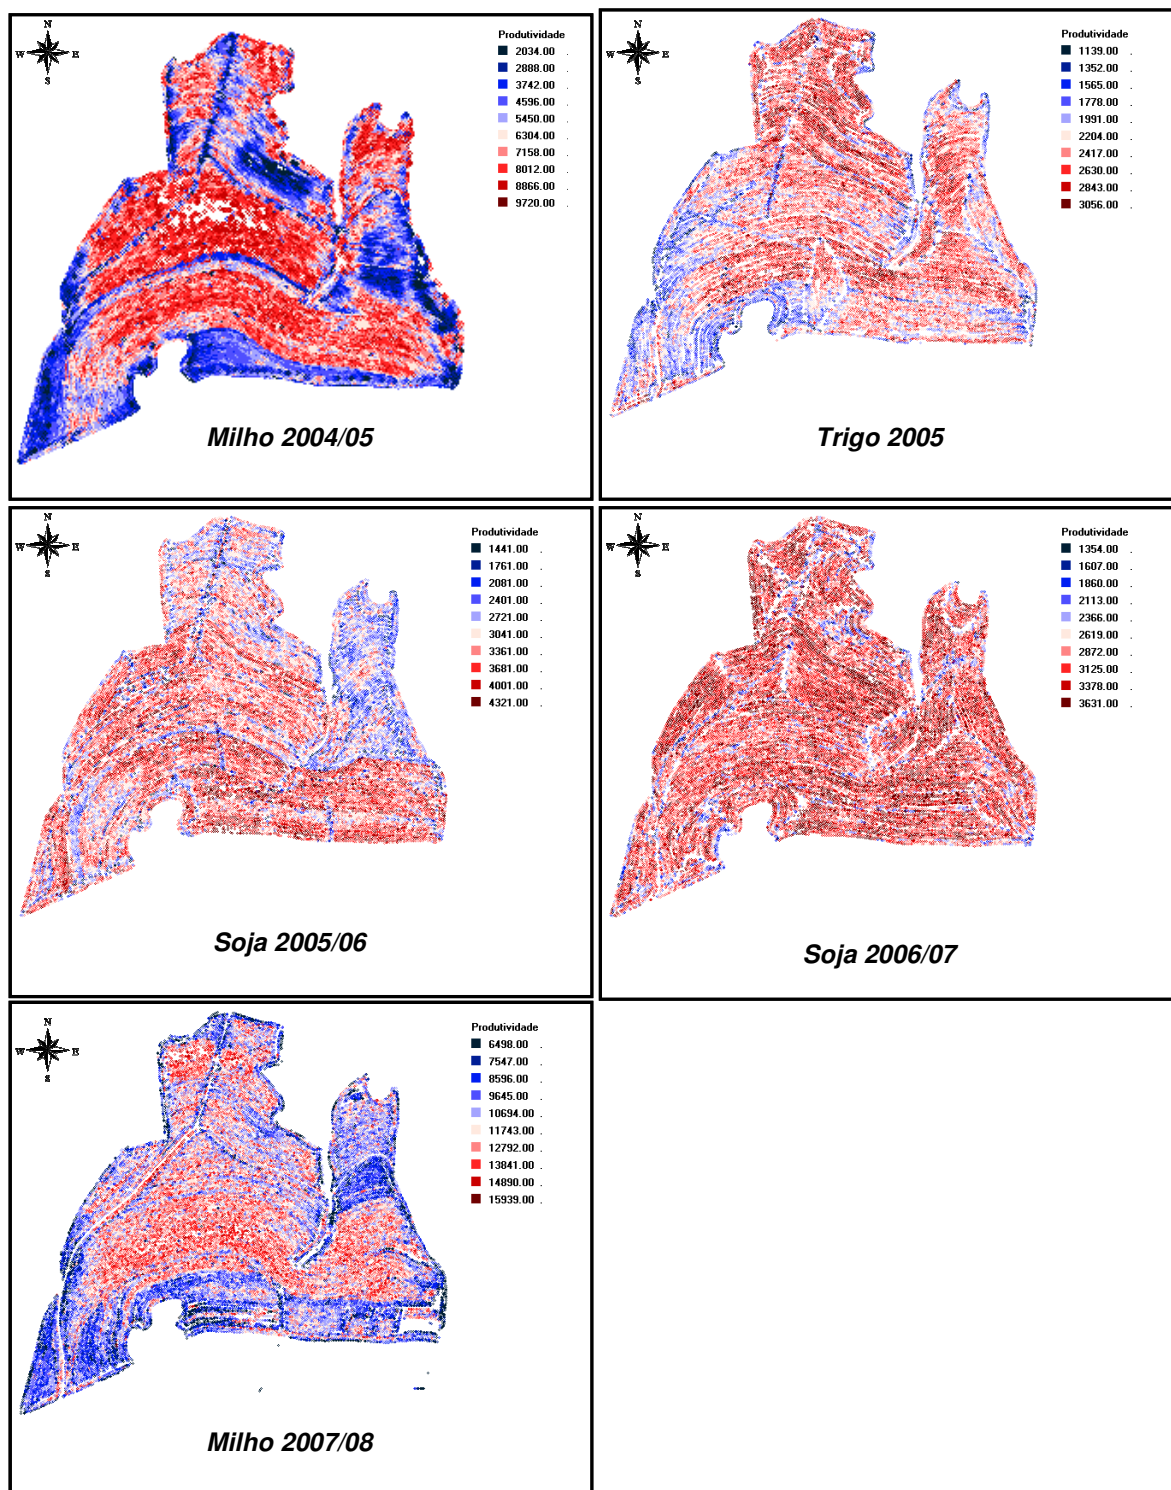 N
W E
S
Produtividade
2034.00 .
2888.00 .
3742.00 .
4596.00 .
5450.00 .
6304.00 .
7158.00 .
8012.00 .
8866.00 .
9720.00 .
Milho 2004/05
N
W E
S
Produtividade
1139.00 .
1352.00 .
1565.00 .
1778.00 .
1991.00 .
2204.00 .
2417.00 .
2630.00 .
2843.00 .
3056.00 .
Trigo 2005
N
W E
S
Produtividade
1441.00 .
1761.00 .
2081.00 .
2401.00 .
2721.00 .
3041.00 .
3361.00 .
3681.00 .
4001.00 .
4321.00 .
Soja 2005/06
N
W E
S
Produtividade
1354.00 .
1607.00 .
1860.00 .
2113.00 .
2366.00 .
2619.00 .
2872.00 .
3125.00 .
3378.00 .
3631.00 .
Soja 2006/07
N
W E
S
Produtividade
6498.00 .
7547.00 .
8596.00 .
9645.00 .
10694.00 .
11743.00 .
12792.00 .
13841.00 .
14890.00 .
15939.00 .
Milho 2007/08